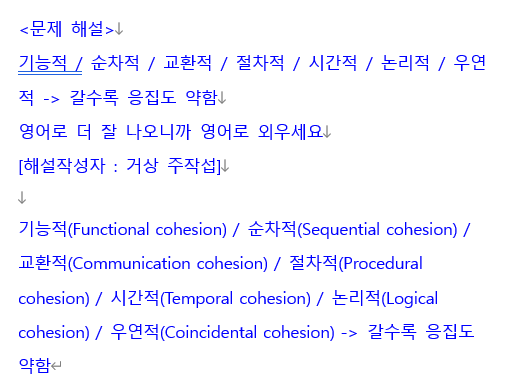 <문제 해설>↓
기능적 / 순차적 / 교환적 / 절차적 / 시간적 / 논리적 / 우연
적 -> 갈수록 응집도 약함↓
영어로 더 잘 나오니까 영어로 외우세요↓
[해설작성자 : 거상 주작섭]↓
↓
기능적(Functional cohesion) / 순차적(Sequential cohesion) /
교환적(Communication cohesion) / 절차적(Procedural
cohesion) / 시간적(Temporal cohesion) / 논리적(Logical
cohesion) / 우연적(Coincidental cohesion) -> 갈수록 응집도
약함↵